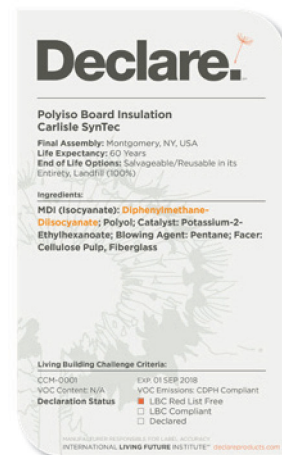 Declare.
Polyiso Board Insulation
Carlisle SynTec
Final Assembly: Montgomery, NY, USA
Life Expectancy: 60 Years
End of Life Options: Salvageable/Reusable in its
Entirety, Landfill (100%)
Ingredients:
MDI (Isocyanate): Diphenylmethane-
Diisocyanate; Polyol; Catalyst: Potassium-2-
Ethylhexanoate; Blowing Agent: Pentane; Facer:
Cellulose Pulp, Fiberglass
Living Building Challenge Criteria:
CCM-0001 EXP. 01 SEP 2018
VOC Content: N/A VOC Emissions: CDPH Compliant
Declaration Status LBC Red List Free
LBC Compliant
Declared
MANUFACTURER RESPONSIBLE FOR LABEL ACCURACY
INTERNATIONAL LIVING FUTURE INSTITUTE™ declareproducts.com